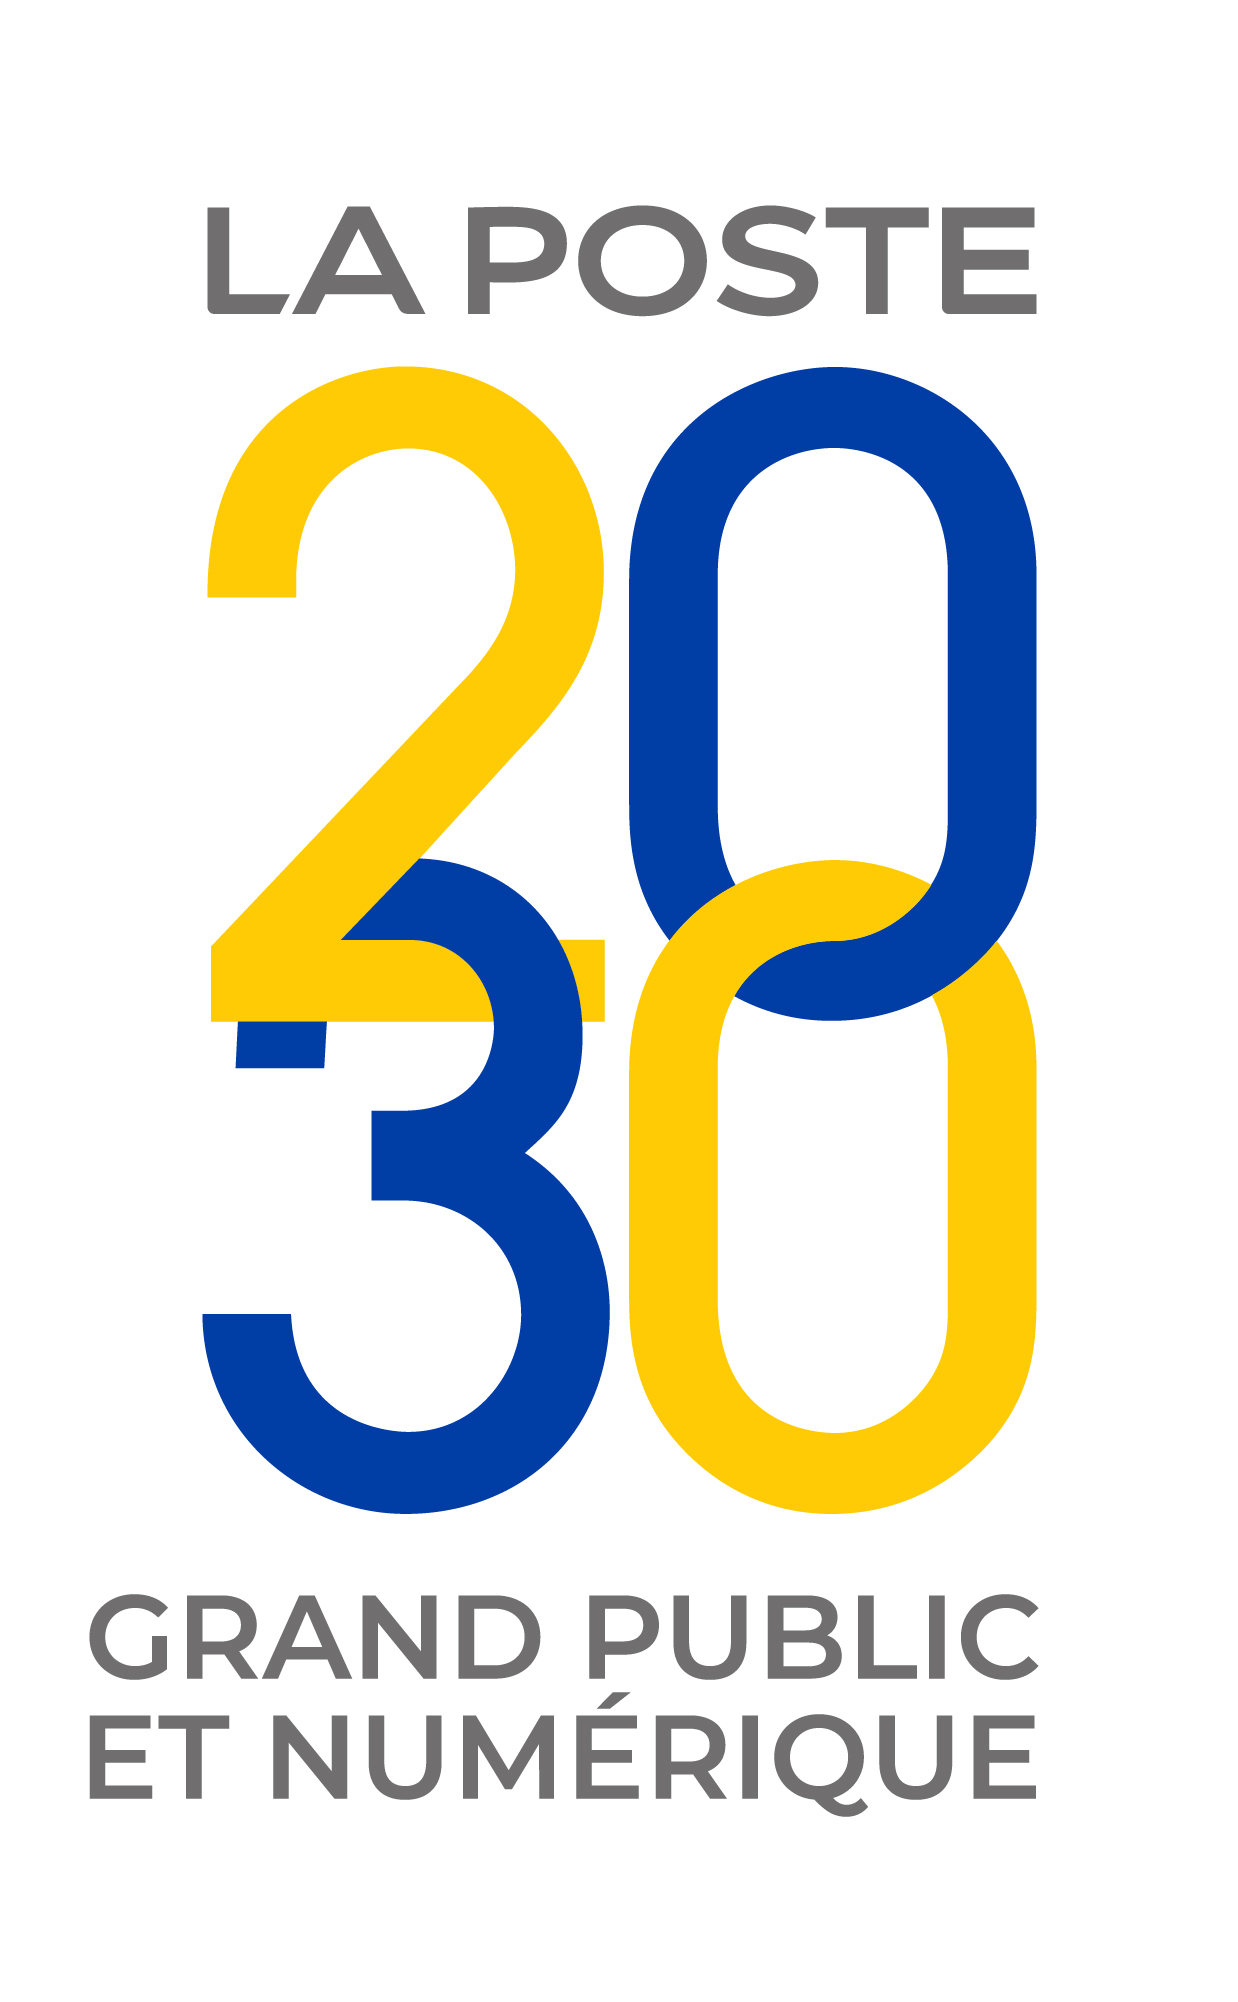 LA POSTE
20
30
GRAND PUBLIC
ET NUMÉRIQUE